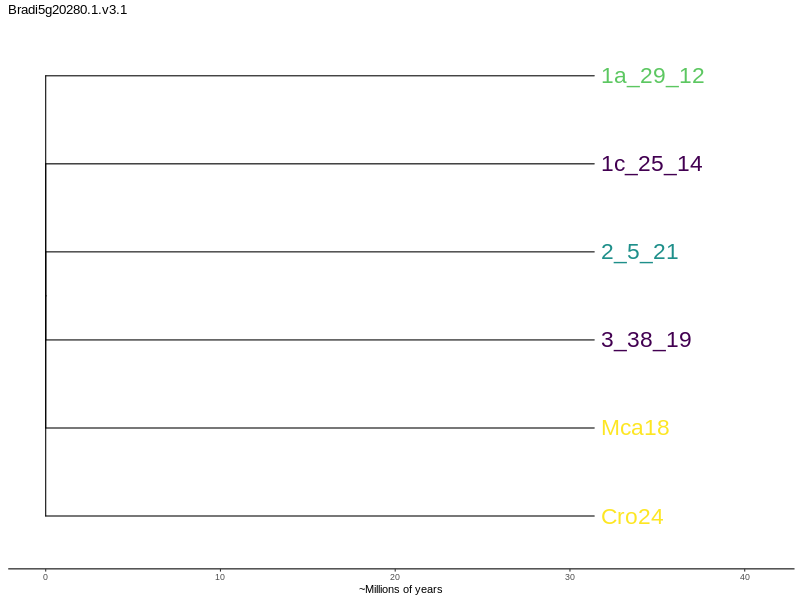 Bradi5g20280.1.v3.1
1a_29_12
1c_25_14
2_5_21
3_38_19
Mca18
Cro24
0 10 20 30 40
~Millions of years